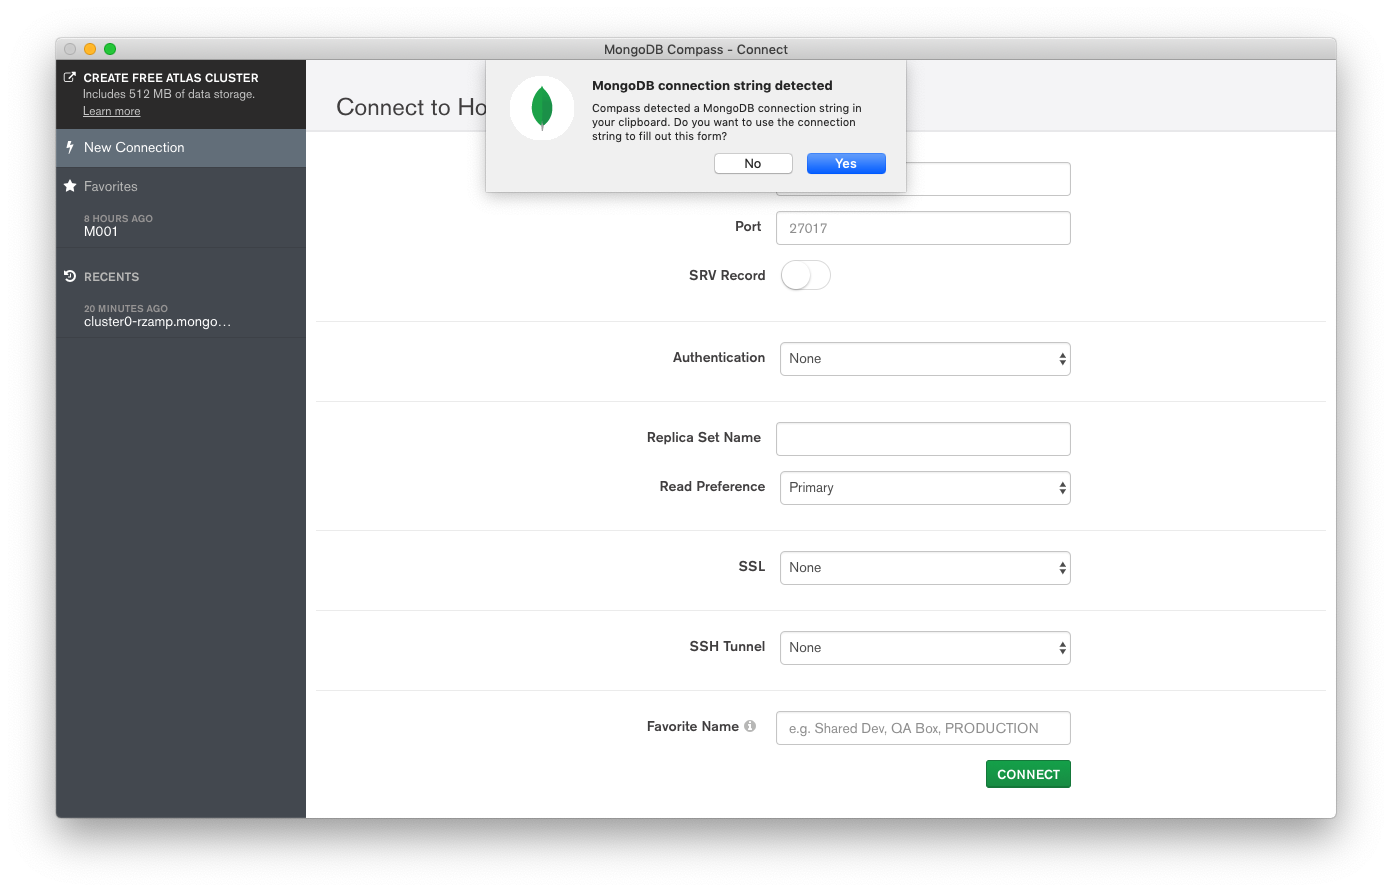 MongoDB Compass - Connect
CREATE FREE ATLAS CLUSTER
Includes 512 MB of data storage.
Learn more
New Connection
Favorites
8 HOURS AGO
M001
RECENTS
20 MINUTES AGO
cluster0-rzamp.mongo…
Connect to Ho
MongoDB connection string detected
Compass detected a MongoDB connection string in
your clipboard. Do you want to use the connection
string to fill out this form?
No
Yes
Port
27017
SRV Record
Authentication
None
Replica Set Name
Read Preference
Primary
SSL
None
SSH Tunnel
None
Favorite Name
e.g. Shared Dev, QA Box, PRODUCTION
CONNECT